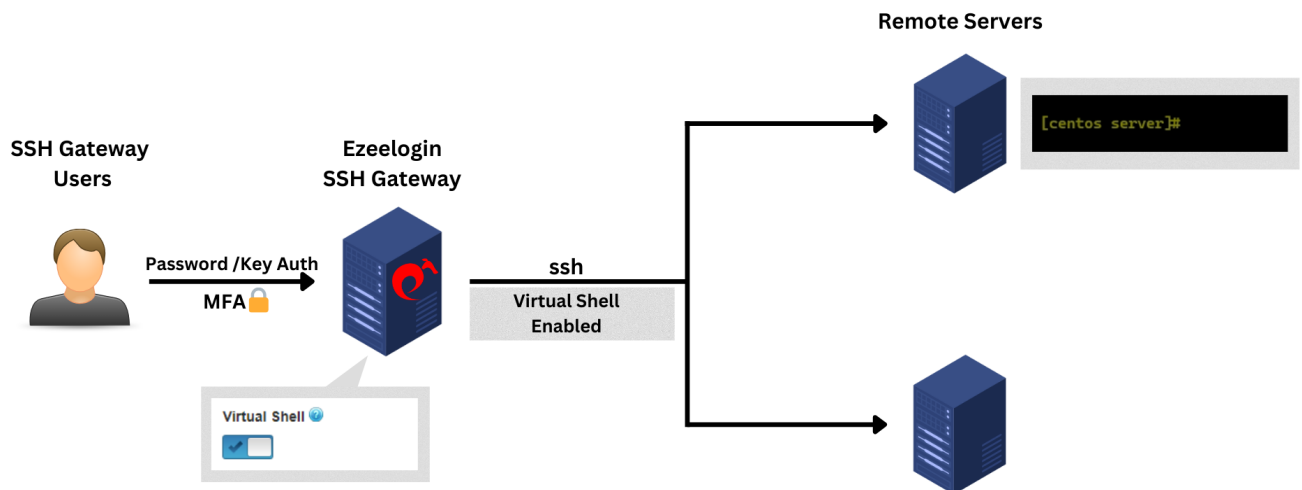 Remote Servers
[centos server]#
SSH Gateway
Users
Ezeelogin
SSH Gateway
Password /Key Auth
MFA
ssh
Virtual Shell
Enabled
Virtual Shell ?